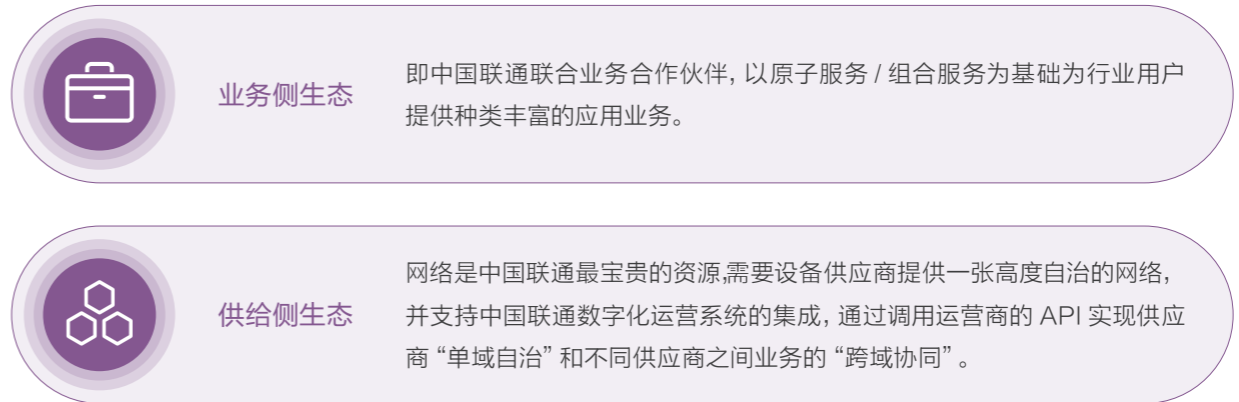 业务侧生态
即中国联通联合业务合作伙伴，以原子服务 / 组合服务为基础为行业用户
提供种类丰富的应用业务。
供给侧生态
网络是中国联通最宝贵的资源,需要设备供应商提供一张高度自治的网络，
并支持中国联通数字化运营系统的集成，通过调用运营商的 API 实现供应
商 “单域自治” 和不同供应商之间业务的 “跨域协同” 。